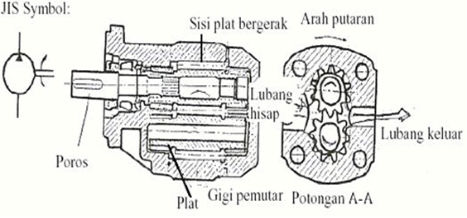 JIS Symbol:
Sisi plat bergerak
Arah putaran
Lubang
hisap
Lubang keluar
Poros
Plat
Gigi pemutar
Potongan A-A